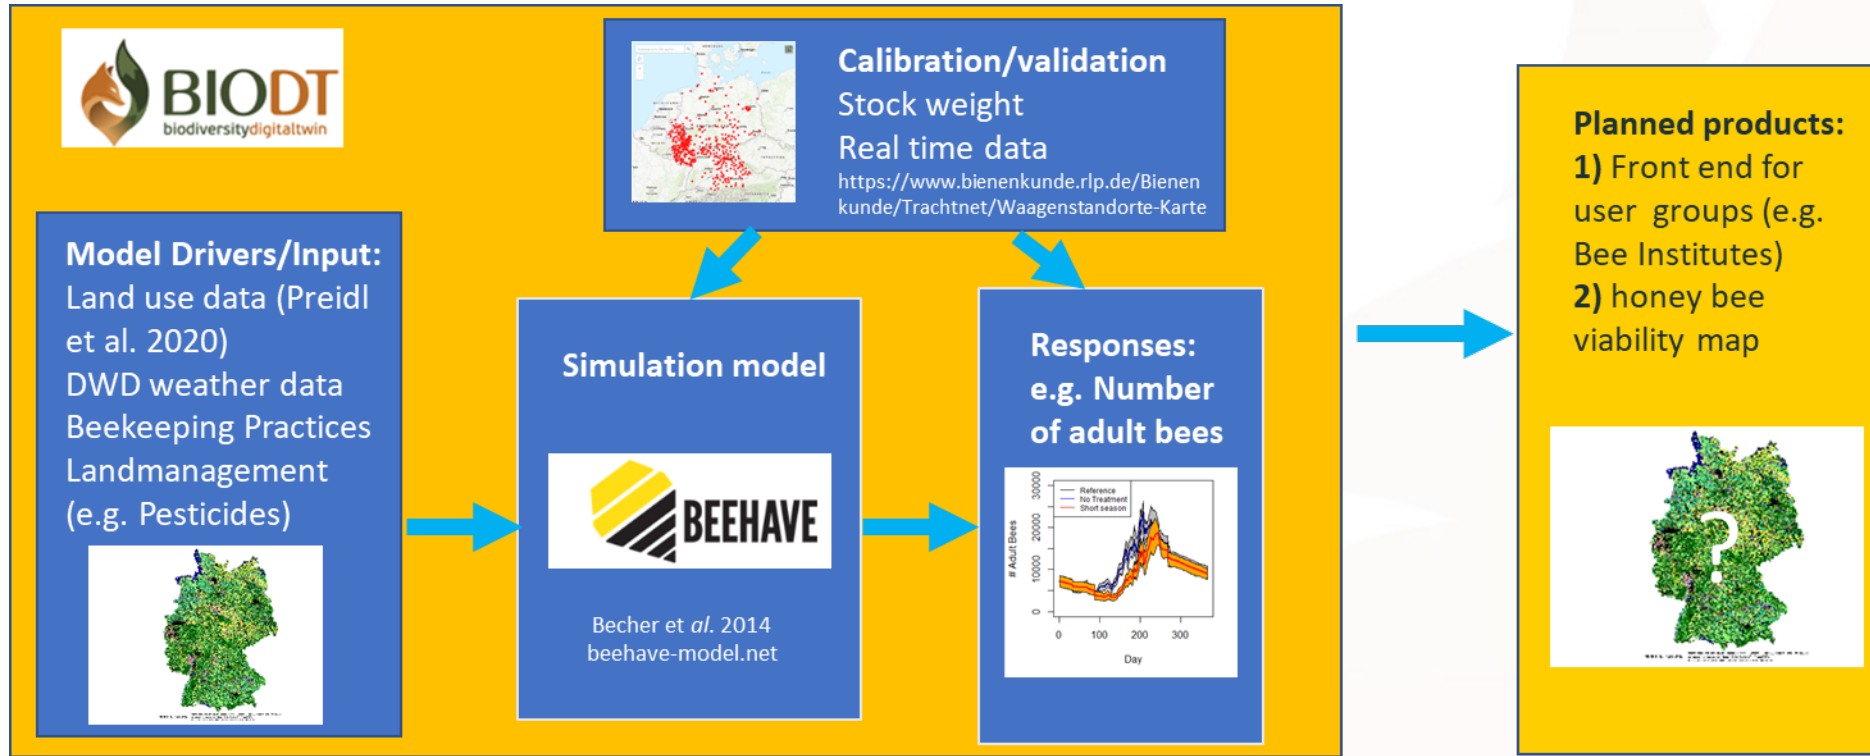 BIODT
biodiversitydigitaltwin
Calibration/validation
Stock weight
Real time data
https://www.bienenkunde.rlp.de/Bienen
kunde/Trachtnet/Waagenstandorte-Karte
Model Drivers/Input:
Land use data (Preidl
et al. 2020)
DWD weather data
Beekeeping Practices
Landmanagement
(e.g. Pesticides)
Simulation model
BEEHAVE
Becher et al. 2014
beehave-model.net
Responses:
e.g. Number
of adult bees
Reference
No Treatment
Short season
# Adult Bees
30000
20000
10000
0
0 100 200 300
Day
Planned products:
1) Front end for
user groups (e.g.
Bee Institutes)
2) honey bee
viability map
?